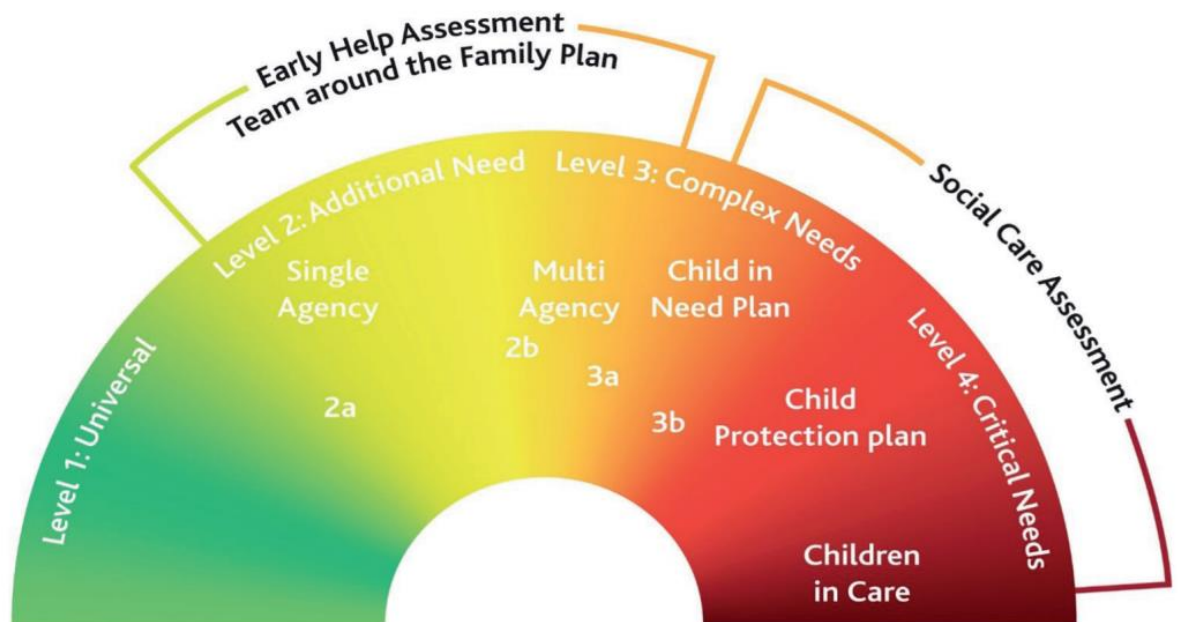 Early Help Assessment
Team around the Family Plan
Social Care Assessment
Level 1: Universal
Level 2: Additional Need
Level 3: Complex Needs
Level 4: Critical Needs
Single
Agency
2a
Multi
Agency
2b
3a
Child in
Need Plan
3b
Child
Protection plan
Children
in Care